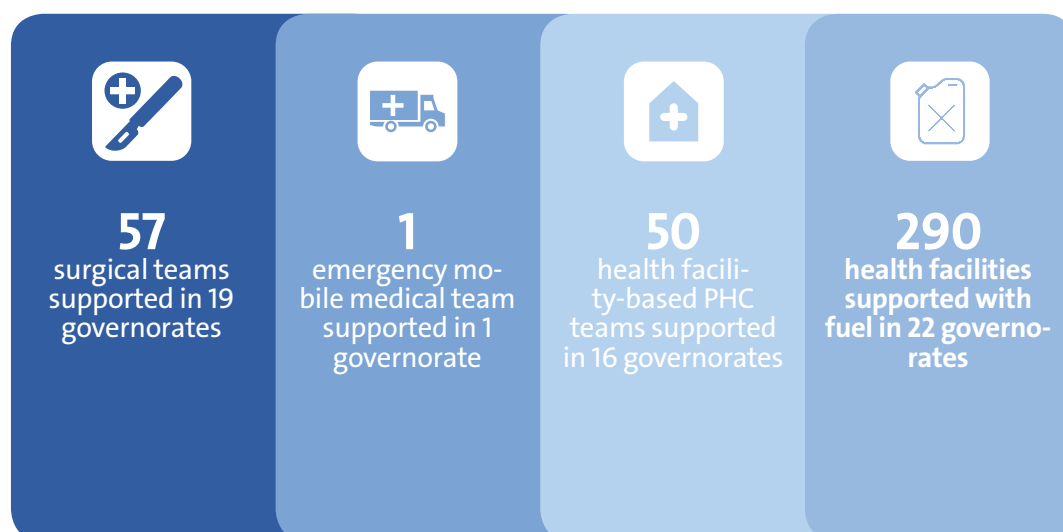 57
surgical teams
supported in 19
governorates
1
emergency mo-
bile medical team
supported in 1
governorate
50
health facili-
ty-based PHC
teams supported
in 16 governorates
290
health facilities
supported with
fuel in 22 governo-
rates